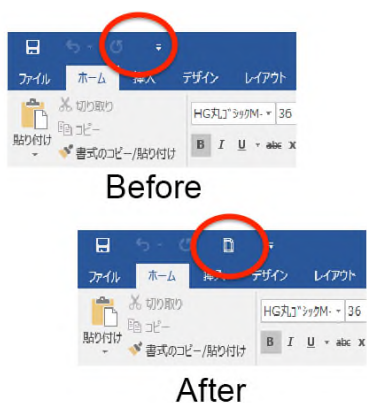 ファイル ホーム 挿入 デザイン レイアウト
切り取り
コピー
貼り付け
書式のコピー/貼り付け
HG丸ゴシックM- 36
B I U abc x
Before
ファイル ホーム 挿入 デザイン レイアウト
切り取り
コピー
貼り付け
書式のコピー/貼り付け
HG丸ゴシックM- 36
B I U abc x
After